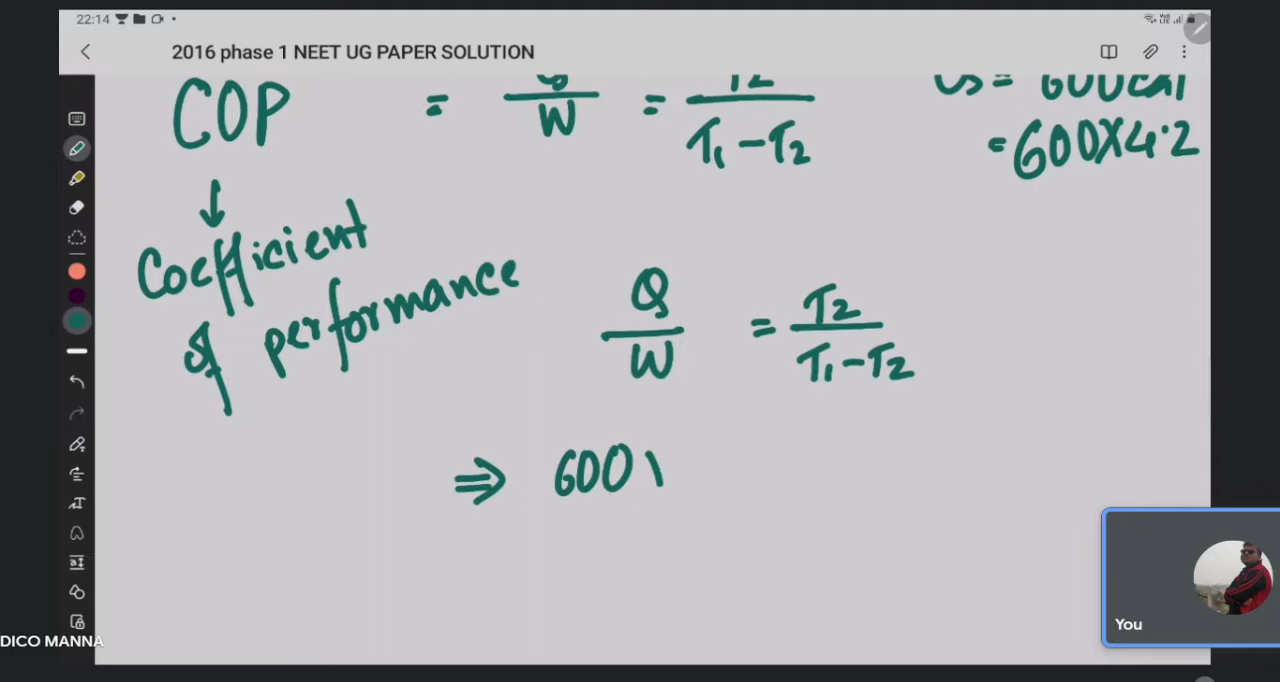 22:14
2016 phase 1 NEET UG PAPER SOLUTION
COP = Q/W = T2/(T1-T2)
= 600cal
= 600X4.2
↓
Coefficient
of performance
Q/W = T2/(T1-T2)
⇒ 600
You
DICO MANNA